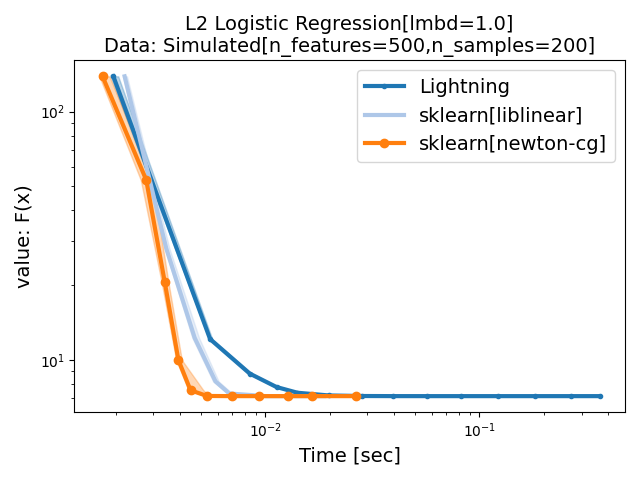 L2 Logistic Regression[lmbd=1.0]
Data: Simulated[n_features=500,n_samples=200]
Lightning
sklearn[liblinear]
sklearn[newton-cg]
value: F(x)
10²
10¹
10⁻²
10⁻¹
Time [sec]